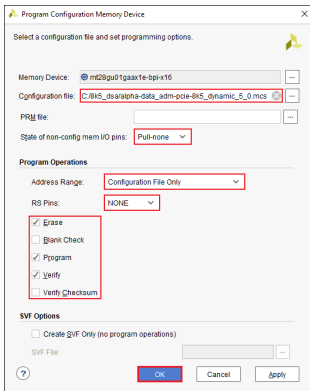 Program Configuration Memory Device
Select a configuration file and set programming options.
Memory Device: mt28gu01gaax1e-bpi-x16 ...
Configuration file: C:/8k5_dsa/alpha-data_adm-pcie-8k5_dynamic_5_0.mcs ...
PRM file: ...
State of non-config mem I/O pins: Pull-none
Program Operations
Address Range: Configuration File Only
RS Pins: NONE
Erase
Blank Check
Program
Verify
Verify Checksum
SVF Options
Create SVF Only (no program operations)
SVF File: ...
? OK Cancel Apply